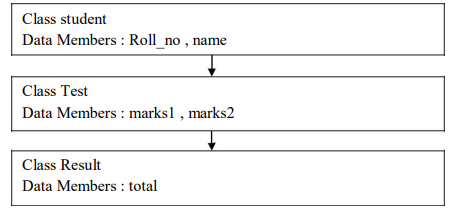 Class student
Data Members : Roll_no , name
Class Test
Data Members : marks1 , marks2
Class Result
Data Members : total